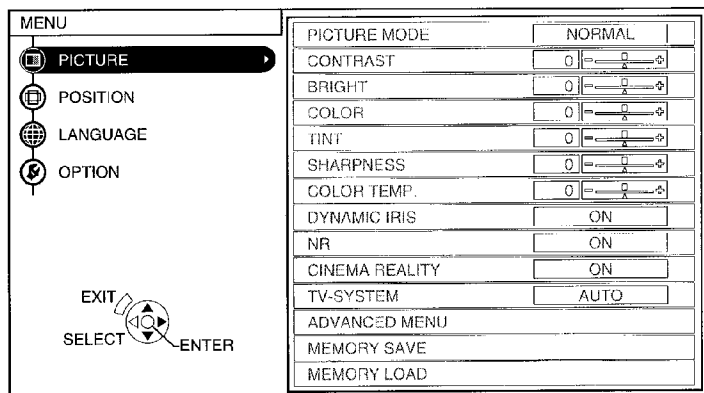 MENU
PICTURE
POSITION
LANGUAGE
OPTION
EXIT
SELECT
ENTER
PICTURE MODE NORMAL
CONTRAST 0 - +
BRIGHT 0 - +
COLOR 0 - +
TINT 0 - +
SHARPNESS 0 - +
COLOR TEMP. 0 - +
DYNAMIC IRIS ON
NR ON
CINEMA REALITY ON
TV-SYSTEM AUTO
ADVANCED MENU
MEMORY SAVE
MEMORY LOAD